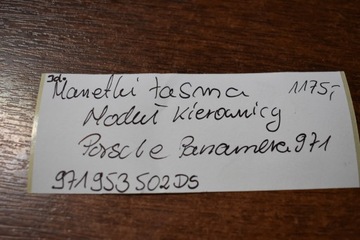 Manetki taśma 1175,-
Moduł Kierownicy
Porsche Panamera 971
971953502DS